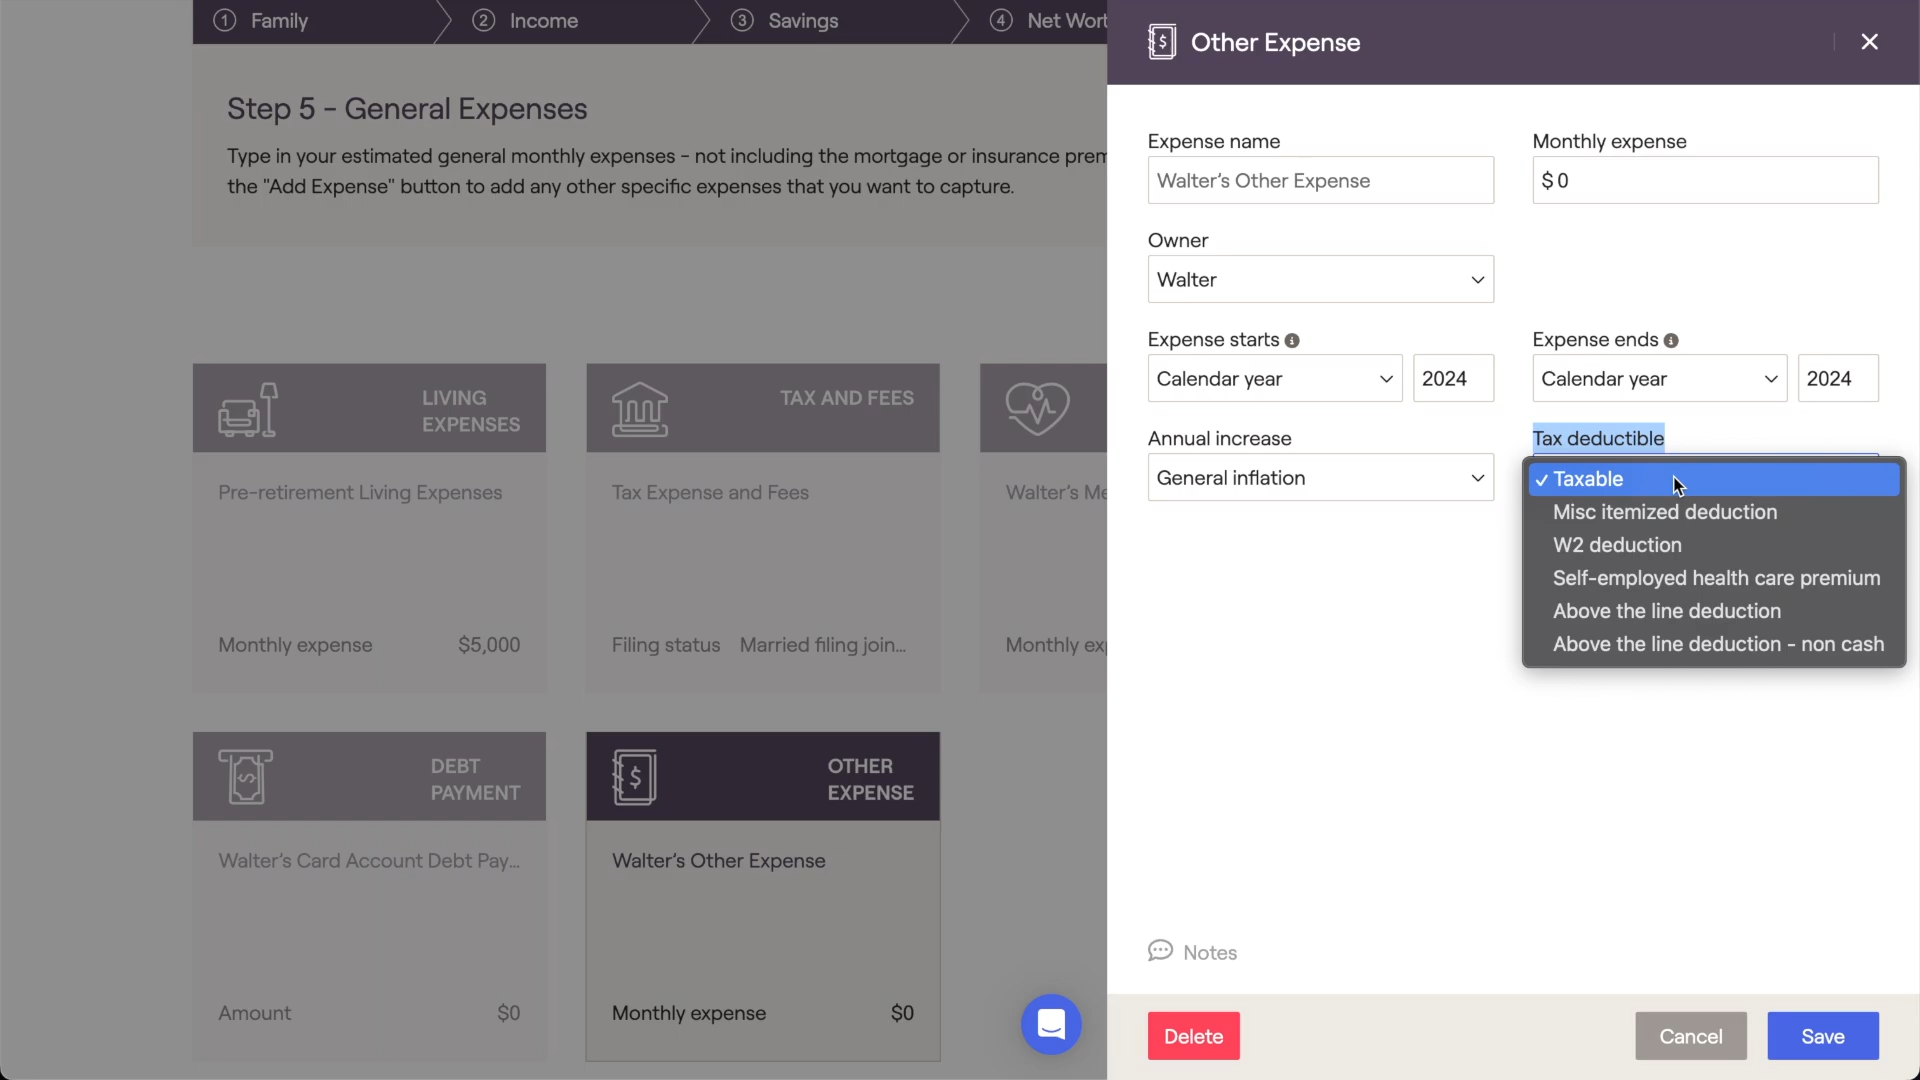 1 Family
2 Income
3 Savings
4 Net Wort
Step 5 - General Expenses
Type in your estimated general monthly expenses - not including the mortgage or insurance prem
the "Add Expense" button to add any other specific expenses that you want to capture.
LIVING
EXPENSES
Pre-retirement Living Expenses
Monthly expense $5,000
TAX AND FEES
Tax Expense and Fees
Filing status Married filing join...
Walter's Me
Monthly ex
DEBT
PAYMENT
Walter's Card Account Debt Pay...
Amount $0
OTHER
EXPENSE
Walter's Other Expense
Monthly expense $0
Other Expense
Expense name
Walter's Other Expense
Monthly expense
$ 0
Owner
Walter
Expense starts
Calendar year 2024
Expense ends
Calendar year 2024
Annual increase
General inflation
Tax deductible
✓ Taxable
Misc itemized deduction
W2 deduction
Self-employed health care premium
Above the line deduction
Above the line deduction - non cash
Notes
Delete
Cancel
Save